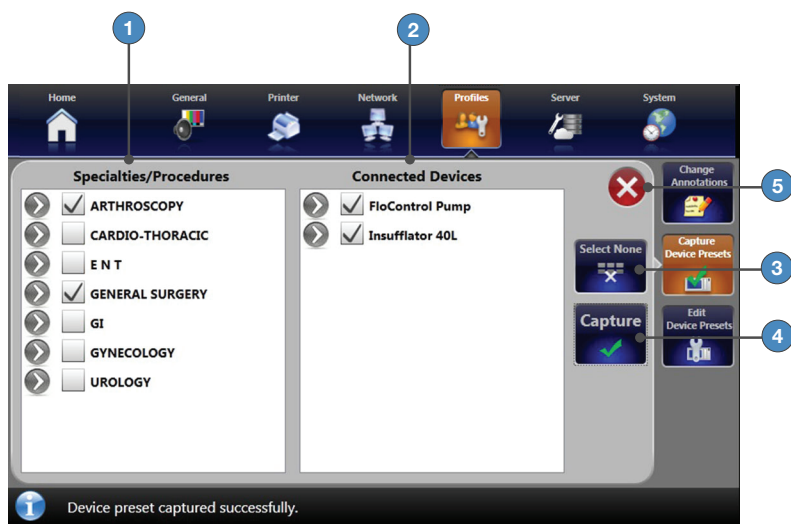 1
2
Home
General
Printer
Network
Profiles
Server
System
Specialties/Procedures
Connected Devices
ARTHROSCOPY
CARDIO-THORACIC
E N T
GENERAL SURGERY
GI
GYNECOLOGY
UROLOGY
FloControl Pump
Insufflator 40L
Select None
Capture
Change
Annotations
Capture
Device Presets
Edit
Device Presets
5
3
4
Device preset captured successfully.